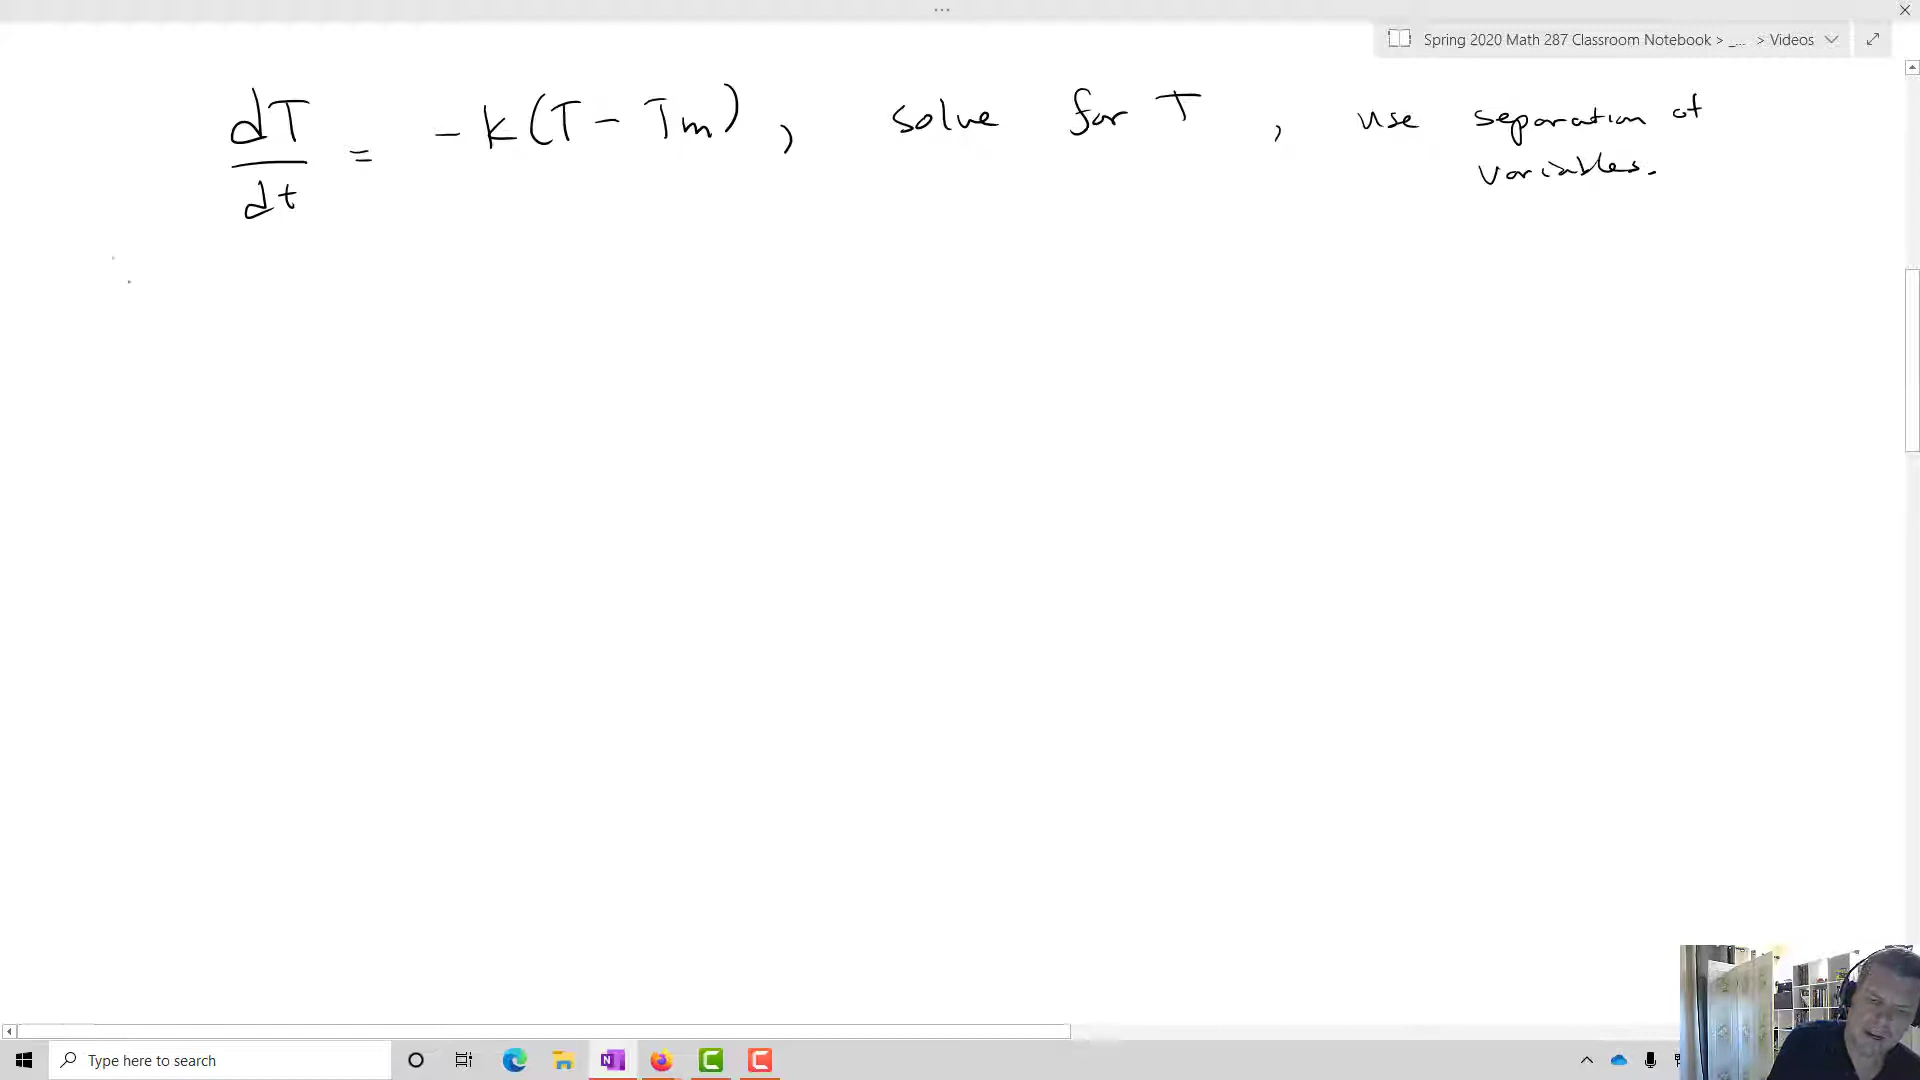 Spring 2020 Math 287 Classroom Notebook > _... > Videos
dT/dt = -k(T - Tm), solve for T, use separation of
variables.
Type here to search